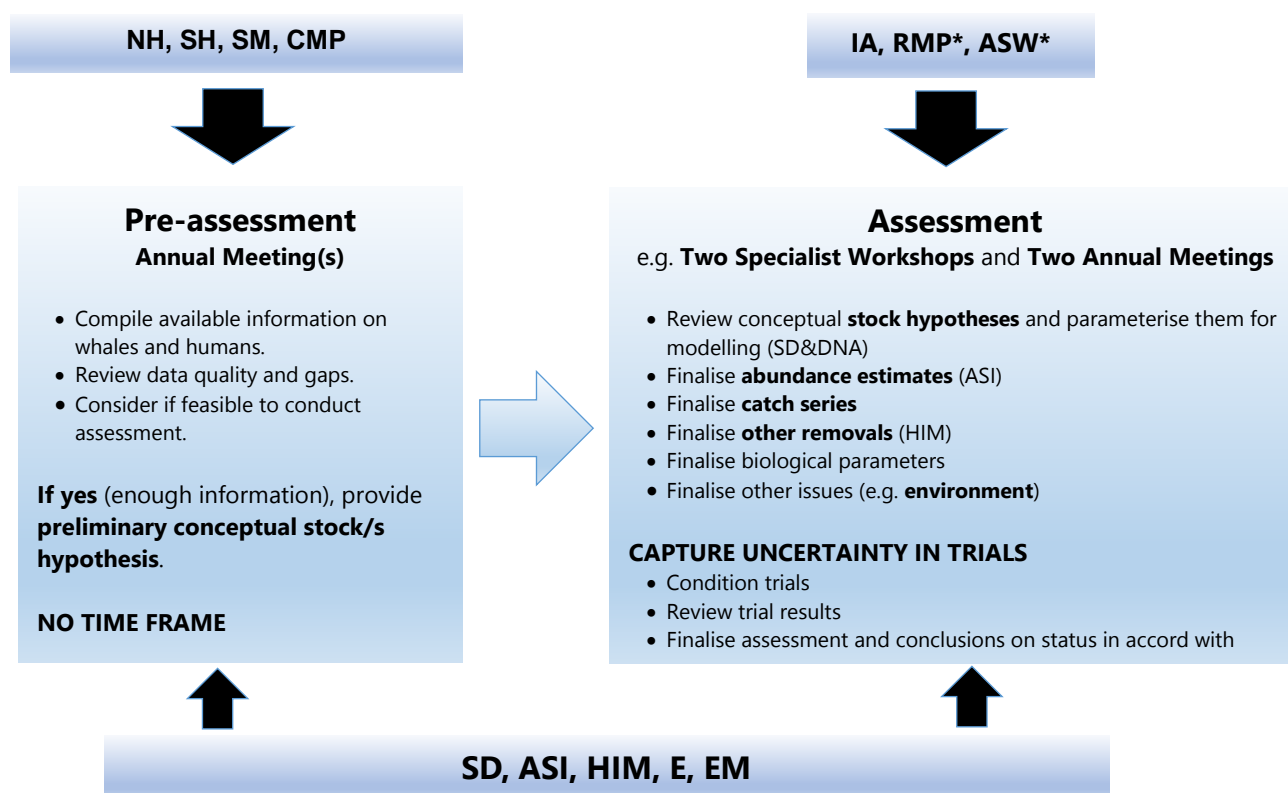 NH, SH, SM, CMP
IA, RMP*, ASW*
Pre-assessment
Annual Meeting(s)
• Compile available information on
whales and humans.
• Review data quality and gaps.
• Consider if feasible to conduct
assessment.
If yes (enough information), provide
preliminary conceptual stock/s
hypothesis.
NO TIME FRAME
Assessment
e.g. Two Specialist Workshops and Two Annual Meetings
• Review conceptual stock hypotheses and parameterise them for
modelling (SD&DNA)
• Finalise abundance estimates (ASI)
• Finalise catch series
• Finalise other removals (HIM)
• Finalise biological parameters
• Finalise other issues (e.g. environment)
CAPTURE UNCERTAINTY IN TRIALS
• Condition trials
• Review trial results
• Finalise assessment and conclusions on status in accord with
SD, ASI, HIM, E, EM